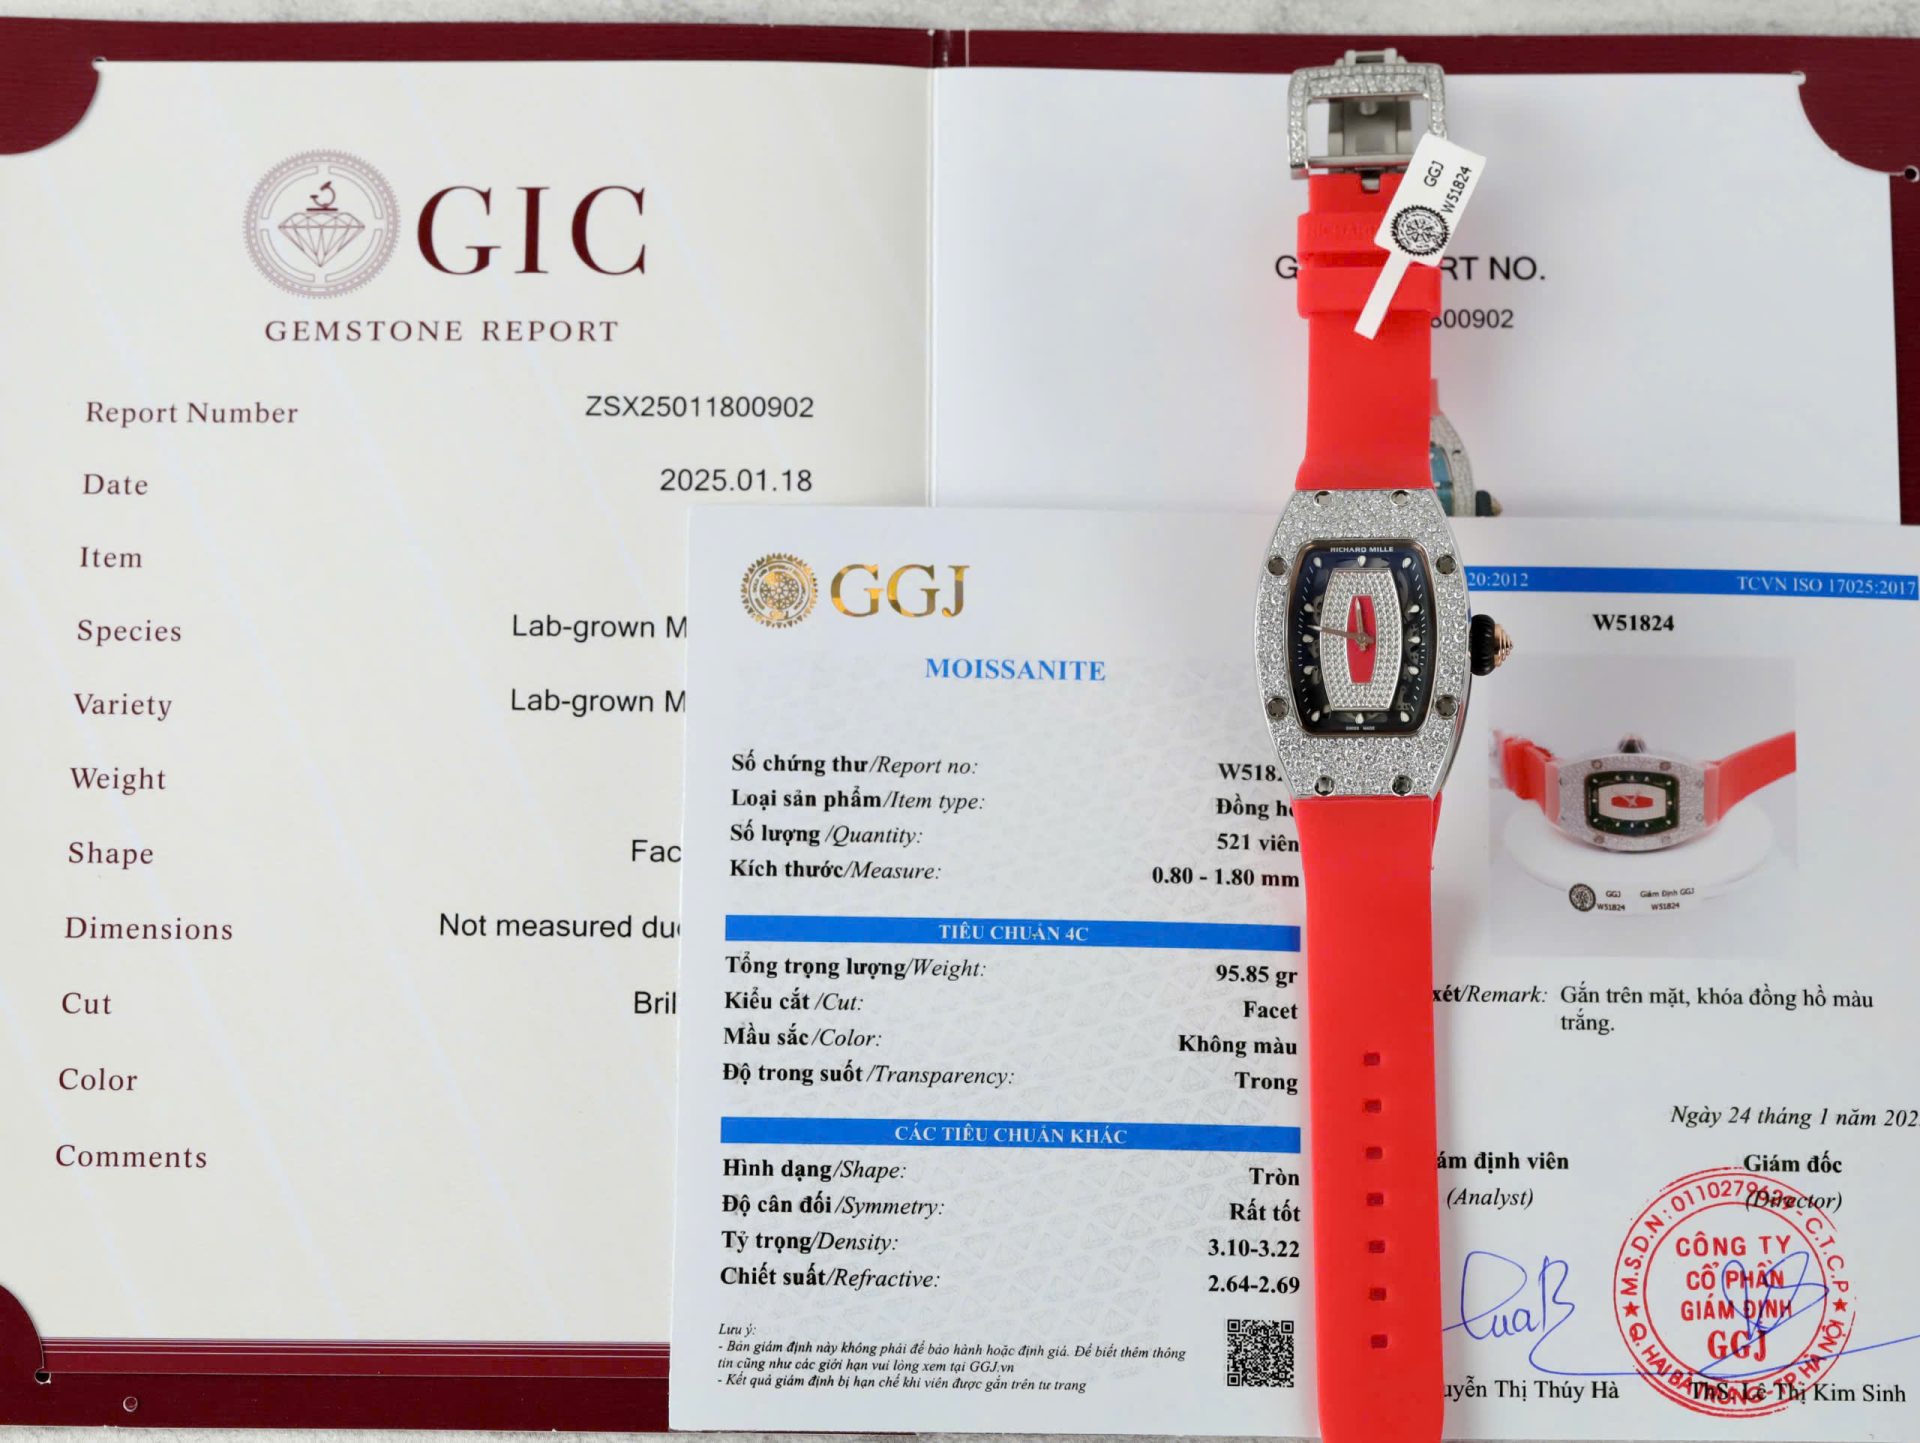 GIC
GEMSTONE REPORT
Report Number ZSX25011800902
Date 2025.01.18
Item
Species Lab-grown
Variety Lab-grown
Weight
Shape
Dimensions Not measured
Cut
Color
Comments
RT NO.
00902
GGJ
W51824
RICHARD MILLE
SWISS MADE
GGJ
MOISSANITE
Số chứng thư/Report no: W518
Loại sản phẩm/Item type: Đồng
Số lượng /Quantity: 521 viên
Kích thước/Measure: 0.80 - 1.80 mm
TIÊU CHUẨN 4C
Tổng trọng lượng/Weight: 95.85 gr
Kiểu cắt /Cut: Facet
Mầu sắc/Color: Không màu
Độ trong suốt /Transparency: Trong
CÁC TIÊU CHUẨN KHÁC
Hình dạng/Shape: Tròn
Độ cân đối/Symmetry: Rất tốt
Tỷ trọng/Density: 3.10-3.22
Chiết suất/Refractive: 2.64-2.69
Lưu ý:
- Bản giám định này không phải để bảo hành hoặc định giá. Để biết thêm thông
tin cũng như các giới hạn vui lòng xem tại GGJ.vn
- Kết quả giám định bị hạn chế khi viên được gắn trên tư trang
20:2012 TCVN ISO 17025:2017
W51824
GGJ Giám Định GGJ
W51824 W51824
xét/Remark: Gắn trên mặt, khóa đồng hồ màu
trắng.
Ngày 24 tháng 1 năm 202
ám định viên Giám đốc
(Analyst) (Director)
CÔNG TY
CỔ PHẦN
GIÁM ĐỊNH
GGJ
uyễn Thị Thúy Hà ThS. Lê Thị Kim Sinh